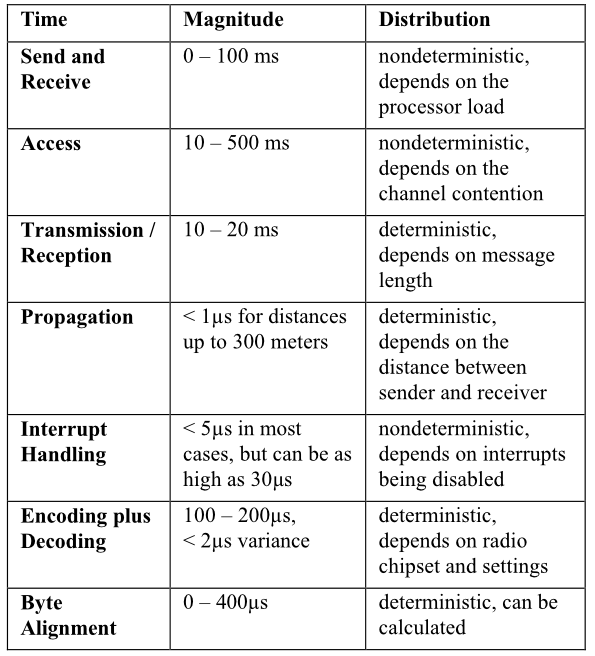 Time Magnitude Distribution
Send and Receive 0 – 100 ms nondeterministic, depends on the processor load
Access 10 – 500 ms nondeterministic, depends on the channel contention
Transmission / Reception 10 – 20 ms deterministic, depends on message length
Propagation < 1µs for distances up to 300 meters deterministic, depends on the distance between sender and receiver
Interrupt Handling < 5µs in most cases, but can be as high as 30µs nondeterministic, depends on interrupts being disabled
Encoding plus Decoding 100 – 200µs, < 2µs variance deterministic, depends on radio chipset and settings
Byte Alignment 0 – 400µs deterministic, can be calculated